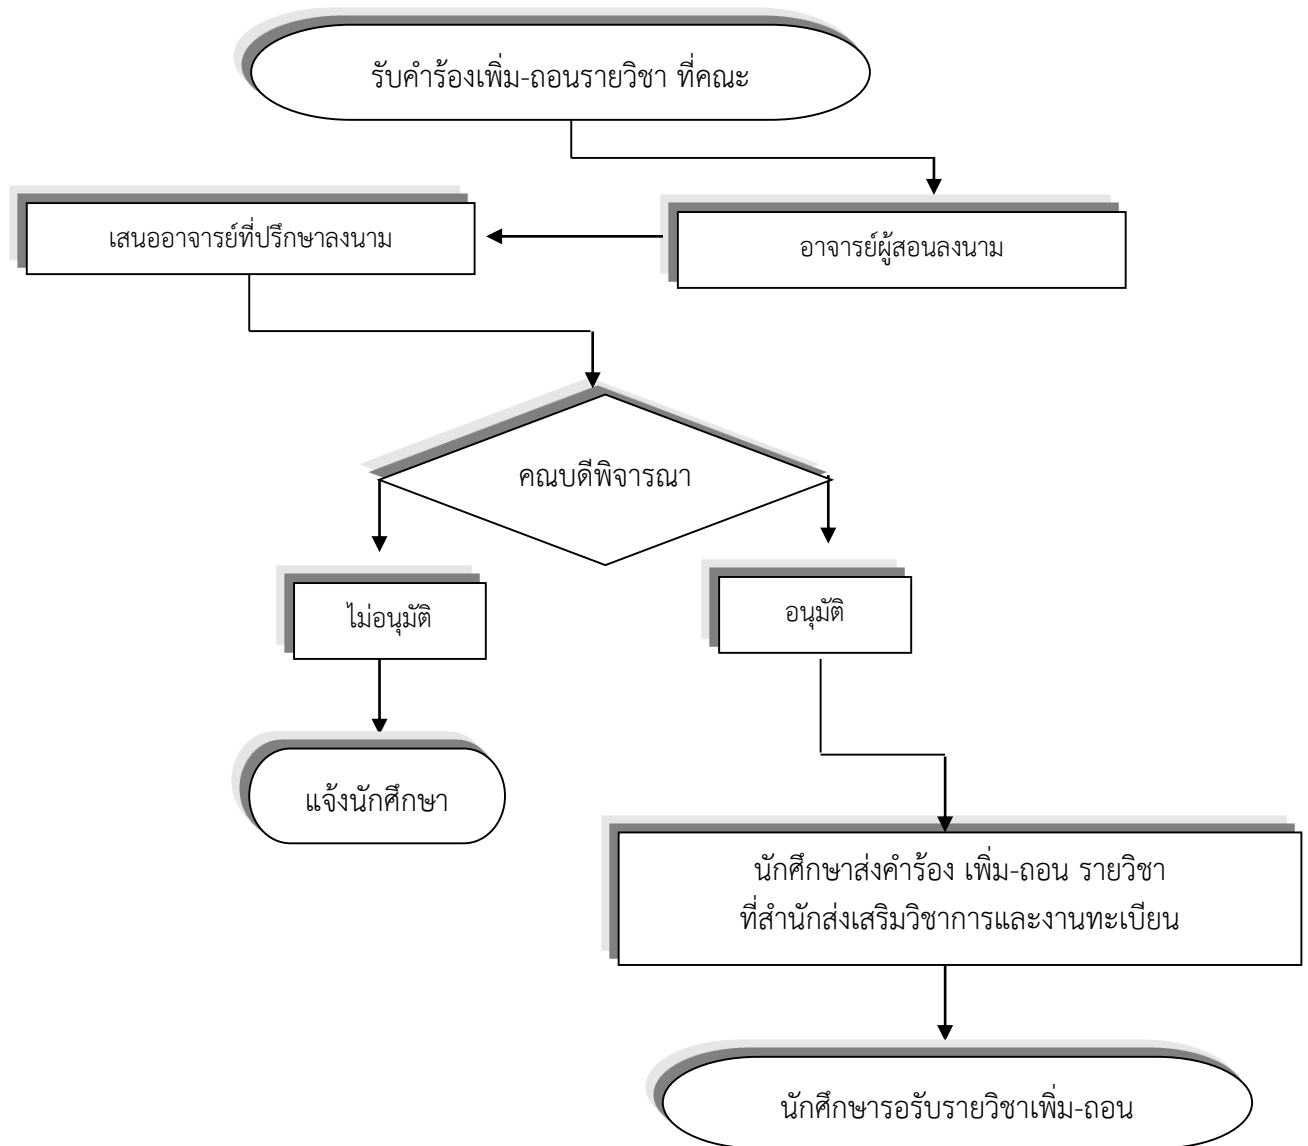 รับคำร้องเพิ่ม-ถอนรายวิชา ที่คณะ
อาจารย์ผู้สอนลงนาม
เสนออาจารย์ที่ปรึกษาลงนาม
คณบดีพิจารณา
ไม่อนุมัติ
อนุมัติ
แจ้งนักศึกษา
นักศึกษาส่งคำร้อง เพิ่ม-ถอน รายวิชา
ที่สำนักส่งเสริมวิชาการและงานทะเบียน
นักศึกษารอรับรายวิชาเพิ่ม-ถอน